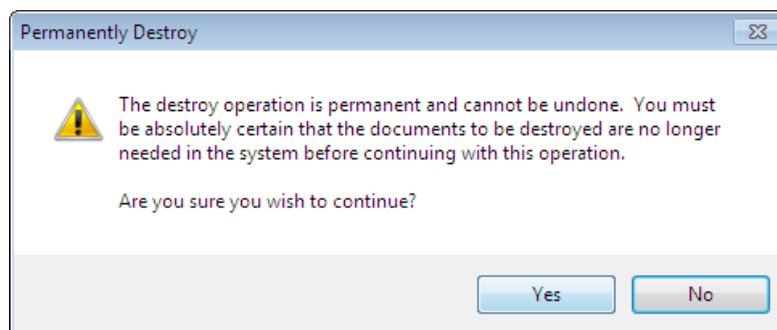 Permanently Destroy
The destroy operation is permanent and cannot be undone.  You must
be absolutely certain that the documents to be destroyed are no longer
needed in the system before continuing with this operation.
Are you sure you wish to continue?
Yes
No